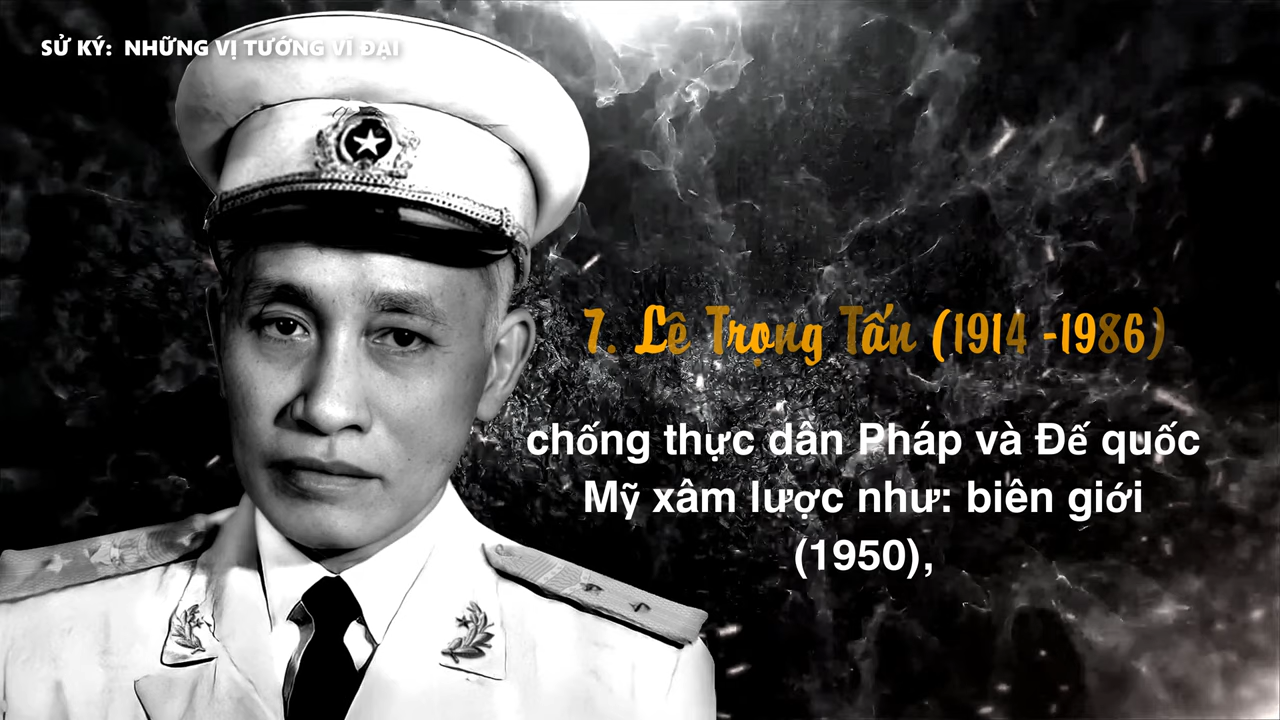 SỬ KÝ: NHỮNG VỊ TƯỚNG VĨ ĐẠI
7. Lê Trọng Tấn (1914 -1986)
chống thực dân Pháp và Đế quốc
Mỹ xâm lược như: biên giới
(1950),